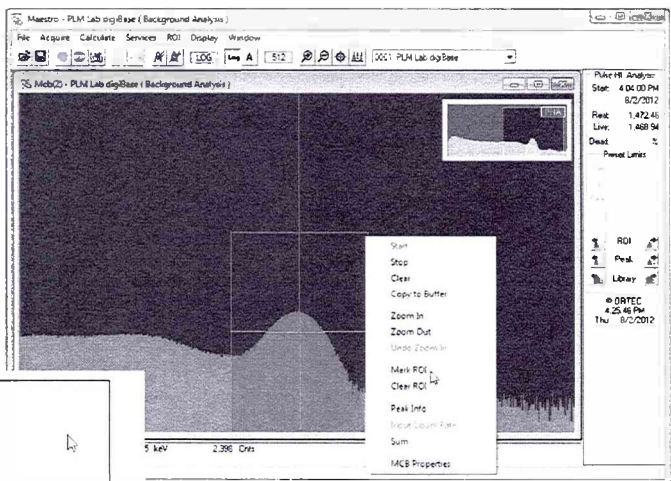 Maestro - PLM Lab digiBase ( Background Analysis )
File Acquire Calculate Services ROI Display Window
LOG Log A 512 0001 PLM Lab digiBase
Mcb(2) - PLM Lab digiBase ( Background Analysis )
Pulse Ht. Analysis
Start: 4:04:00 PM
8/2/2012
Real: 1,472.46
Live: 1,468.94
Dead:
Preset Limits
Start
Stop
Clear
Copy to Buffer
Zoom In
Zoom Out
Undo Zoom In
Mark ROI
Clear ROI
Peak Info
Input Count Rate
Sum
MCB Properties
ROI
Peak
Library
© ORTEC
4:25:46 PM
Thu 8/2/2012
5 keV 2,398 Cnts